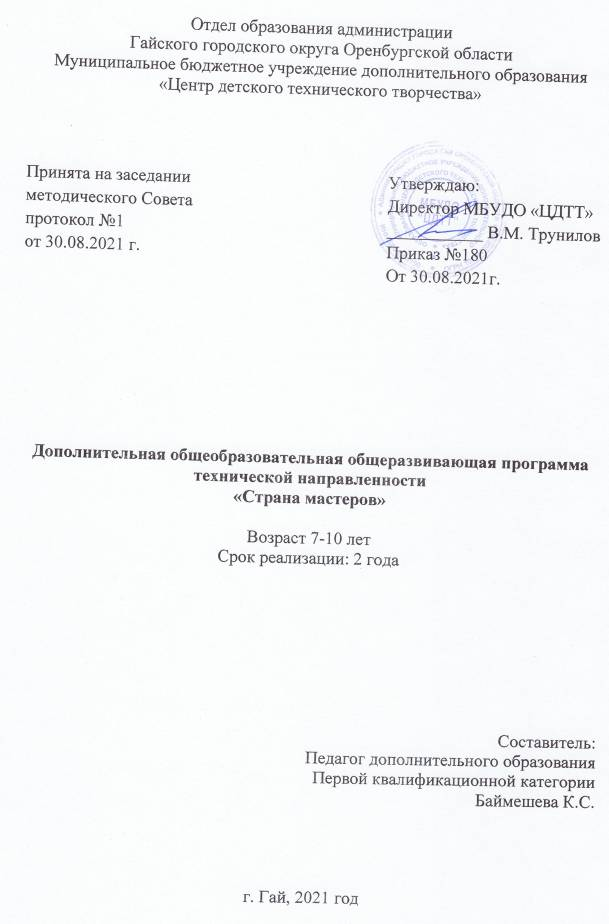 Отдел образования администрации
Гайского городского округа Оренбургской области
Муниципальное бюджетное учреждение дополнительного образования
«Центр детского технического творчества»
Принята на заседании
методического Совета
протокол №1
от 30.08.2021 г.
Утверждаю:
Директор МБУДО «ЦДТТ»
___________ В.М. Трунилов
Приказ №180
От 30.08.2021г.
Дополнительная общеобразовательная общеразвивающая программа
технической направленности
«Страна мастеров»
Возраст 7-10 лет
Срок реализации: 2 года
Составитель:
Педагог дополнительного образования
Первой квалификационной категории
Баймешева К.С.
г. Гай, 2021 год